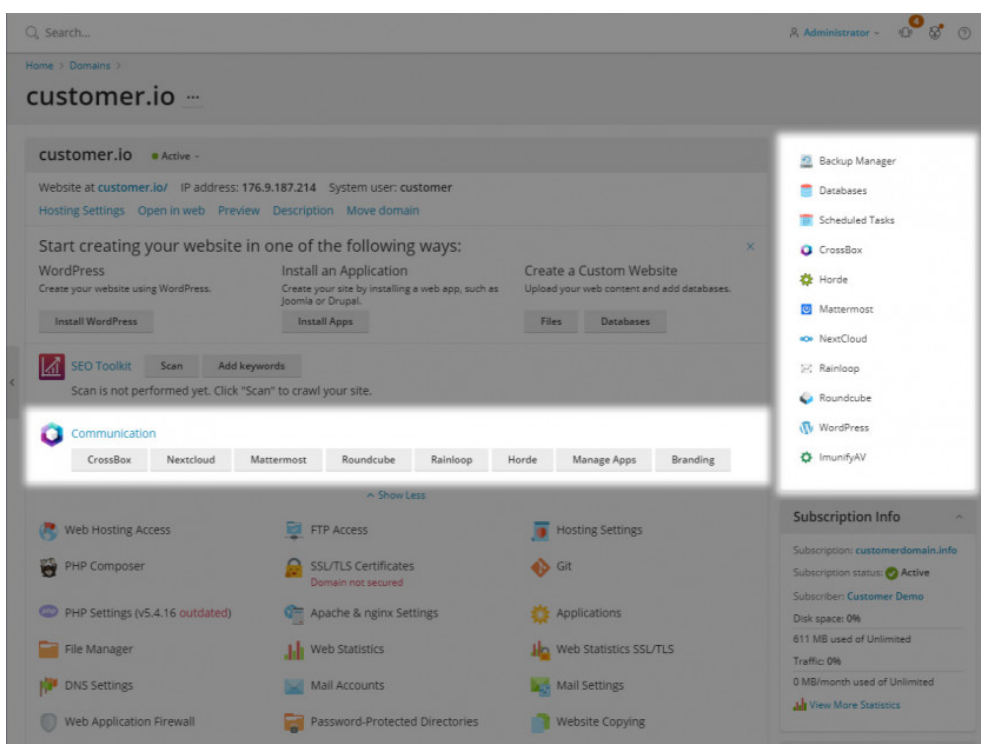 Search...
4
Administrator
Home > Domains >
customer.io ...
customer.io Active
Website at customer.io/ IP address: 176.9.187.214 System user: customer
Hosting Settings Open in web Preview Description Move domain
Start creating your website in one of the following ways:
WordPress
Create your website using WordPress.
Install WordPress
Install an Application
Create your site by installing a web app, such as
Joomla or Drupal.
Install Apps
Create a Custom Website
Upload your web content and add databases.
Files Databases
SEO Toolkit Scan Add keywords
Scan is not performed yet. Click "Scan" to crawl your site.
Communication
CrossBox Nextcloud Mattermost Roundcube Rainloop Horde Manage Apps Branding
Show Less
Web Hosting Access FTP Access Hosting Settings
PHP Composer SSL/TLS Certificates Git
Domain not secured
PHP Settings (v5.4.16 outdated) Apache & nginx Settings Applications
File Manager Web Statistics Web Statistics SSL/TLS
DNS Settings Mail Accounts Mail Settings
Web Application Firewall Password-Protected Directories Website Copying
Backup Manager
Databases
Scheduled Tasks
CrossBox
Horde
Mattermost
NextCloud
Rainloop
Roundcube
WordPress
ImunifyAV
Subscription Info
Subscription: customerdomain.info
Subscription status: Active
Subscriber: Customer Demo
Disk space: 0%
611 MB used of Unlimited
Traffic: 0%
0 MB/month used of Unlimited
View More Statistics